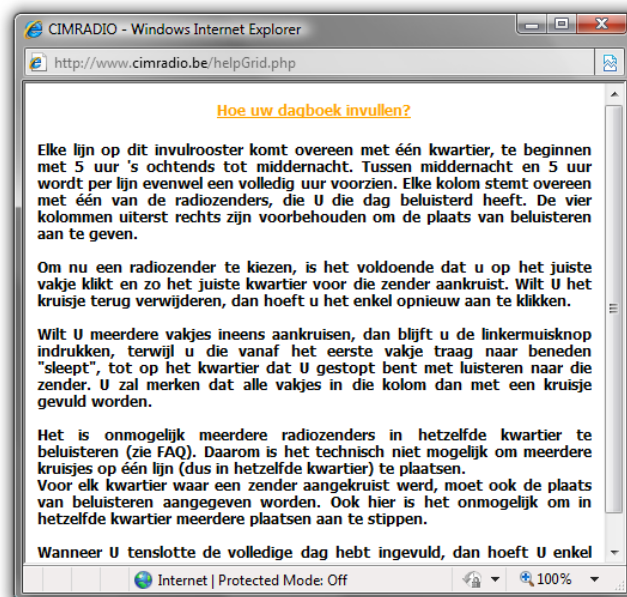 CIMRADIO - Windows Internet Explorer
http://www.cimradio.be/helpGrid.php
Hoe uw dagboek invullen?
Elke lijn op dit invulrooster komt overeen met één kwartier, te beginnen
met 5 uur 's ochtends tot middernacht. Tussen middernacht en 5 uur
wordt per lijn evenwel een volledig uur voorzien. Elke kolom stemt overeen
met één van de radiozenders, die U die dag beluisterd heeft. De vier
kolommen uiterst rechts zijn voorbehouden om de plaats van beluisteren
aan te geven.
Om nu een radiozender te kiezen, is het voldoende dat u op het juiste
vakje klikt en zo het juiste kwartier voor die zender aankruist. Wilt U het
kruisje terug verwijderen, dan hoeft u het enkel opnieuw aan te klikken.
Wilt U meerdere vakjes ineens aankruisen, dan blijft u de linkermuisknop
indrukken, terwijl u die vanaf het eerste vakje traag naar beneden
"sleept", tot op het kwartier dat U gestopt bent met luisteren naar die
zender. U zal merken dat alle vakjes in die kolom dan met een kruisje
gevuld worden.
Het is onmogelijk meerdere radiozenders in hetzelfde kwartier te
beluisteren (zie FAQ). Daarom is het technisch niet mogelijk om meerdere
kruisjes op één lijn (dus in hetzelfde kwartier) te plaatsen.
Voor elk kwartier waar een zender aangekruist werd, moet ook de plaats
van beluisteren aangegeven worden. Ook hier is het onmogelijk om in
hetzelfde kwartier meerdere plaatsen aan te stippen.
Wanneer U tenslotte de volledige dag hebt ingevuld, dan hoeft U enkel
Internet | Protected Mode: Off
100%